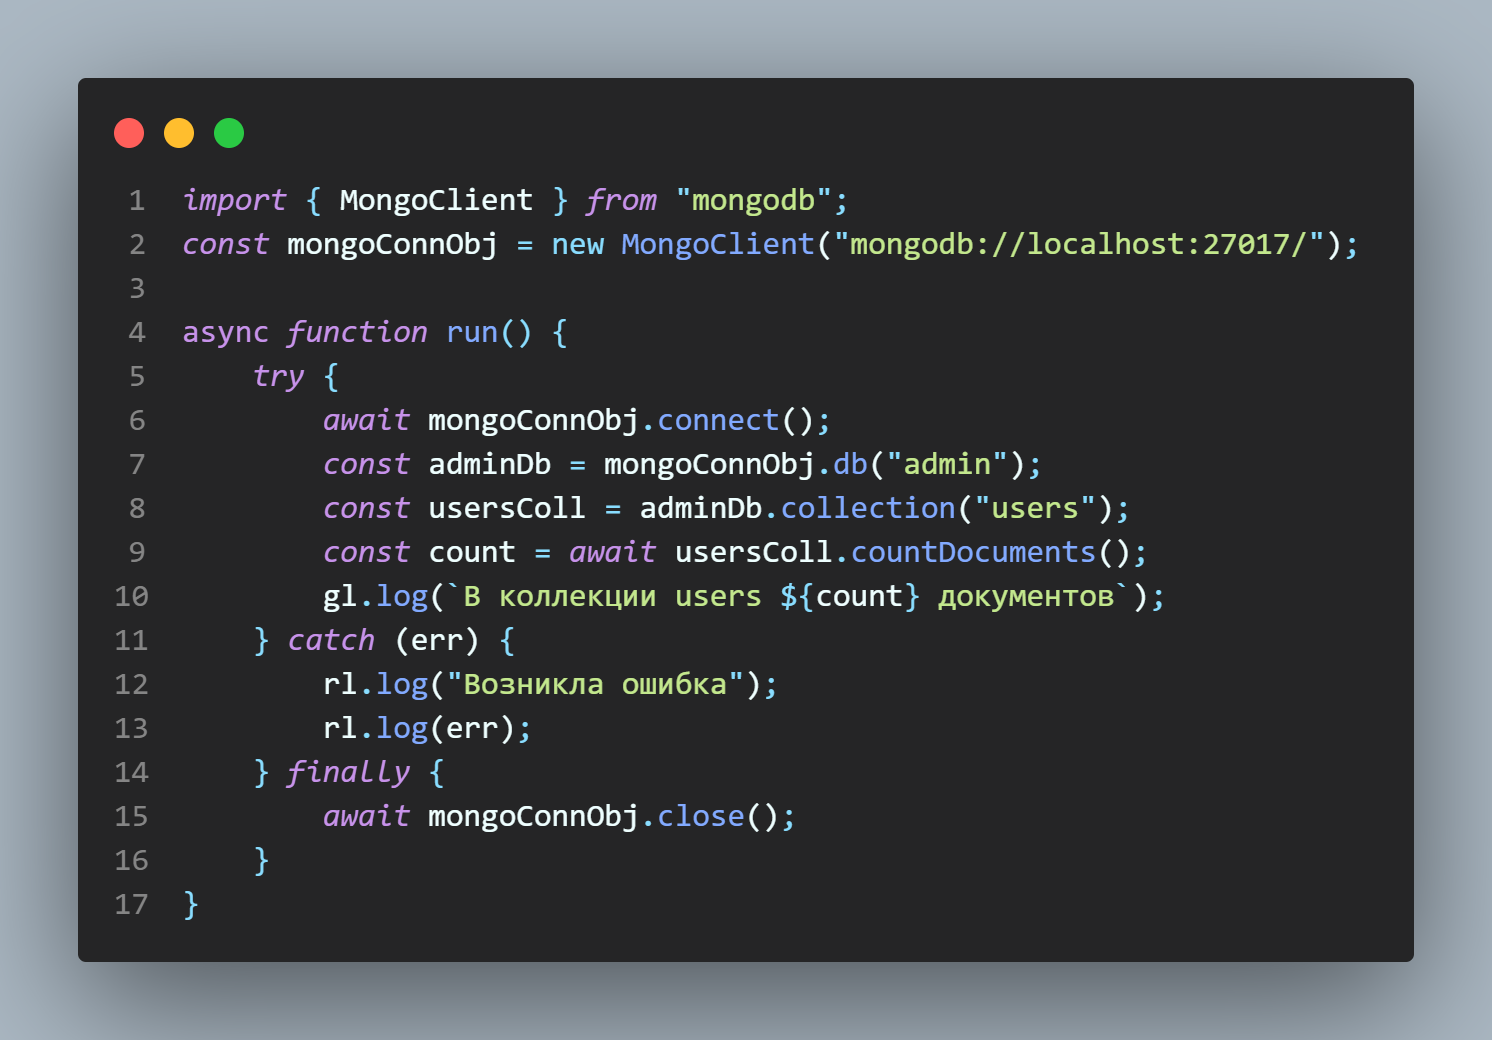 1 import { MongoClient } from "mongodb";
2 const mongoConnObj = new MongoClient("mongodb://localhost:27017/");
3
4 async function run() {
5     try {
6         await mongoConnObj.connect();
7         const adminDb = mongoConnObj.db("admin");
8         const usersColl = adminDb.collection("users");
9         const count = await usersColl.countDocuments();
10         gl.log(`В коллекции users ${count} документов`);
11     } catch (err) {
12         rl.log("Возникла ошибка");
13         rl.log(err);
14     } finally {
15         await mongoConnObj.close();
16     }
17 }